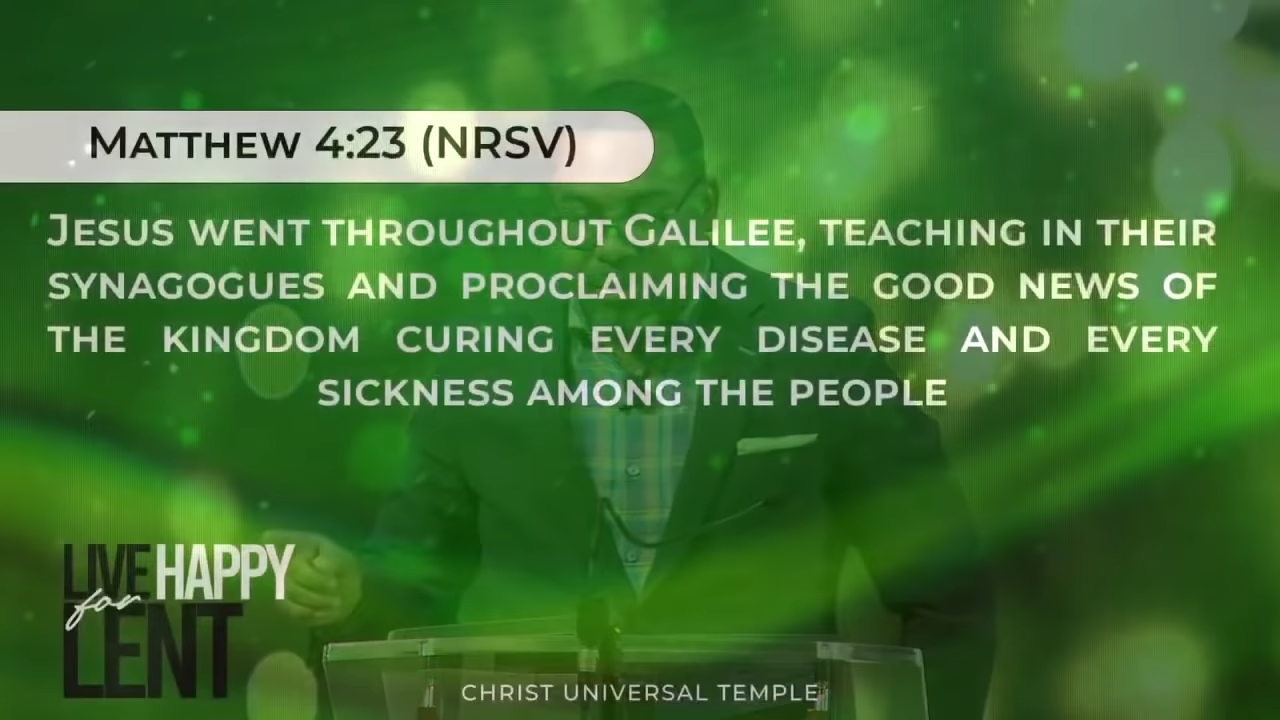 Matthew 4:23 (NRSV)
Jesus went throughout Galilee, teaching in their
synagogues and proclaiming the good news of
the kingdom curing every disease and every
sickness among the people
LIVE HAPPY
for
LENT
CHRIST UNIVERSAL TEMPLE